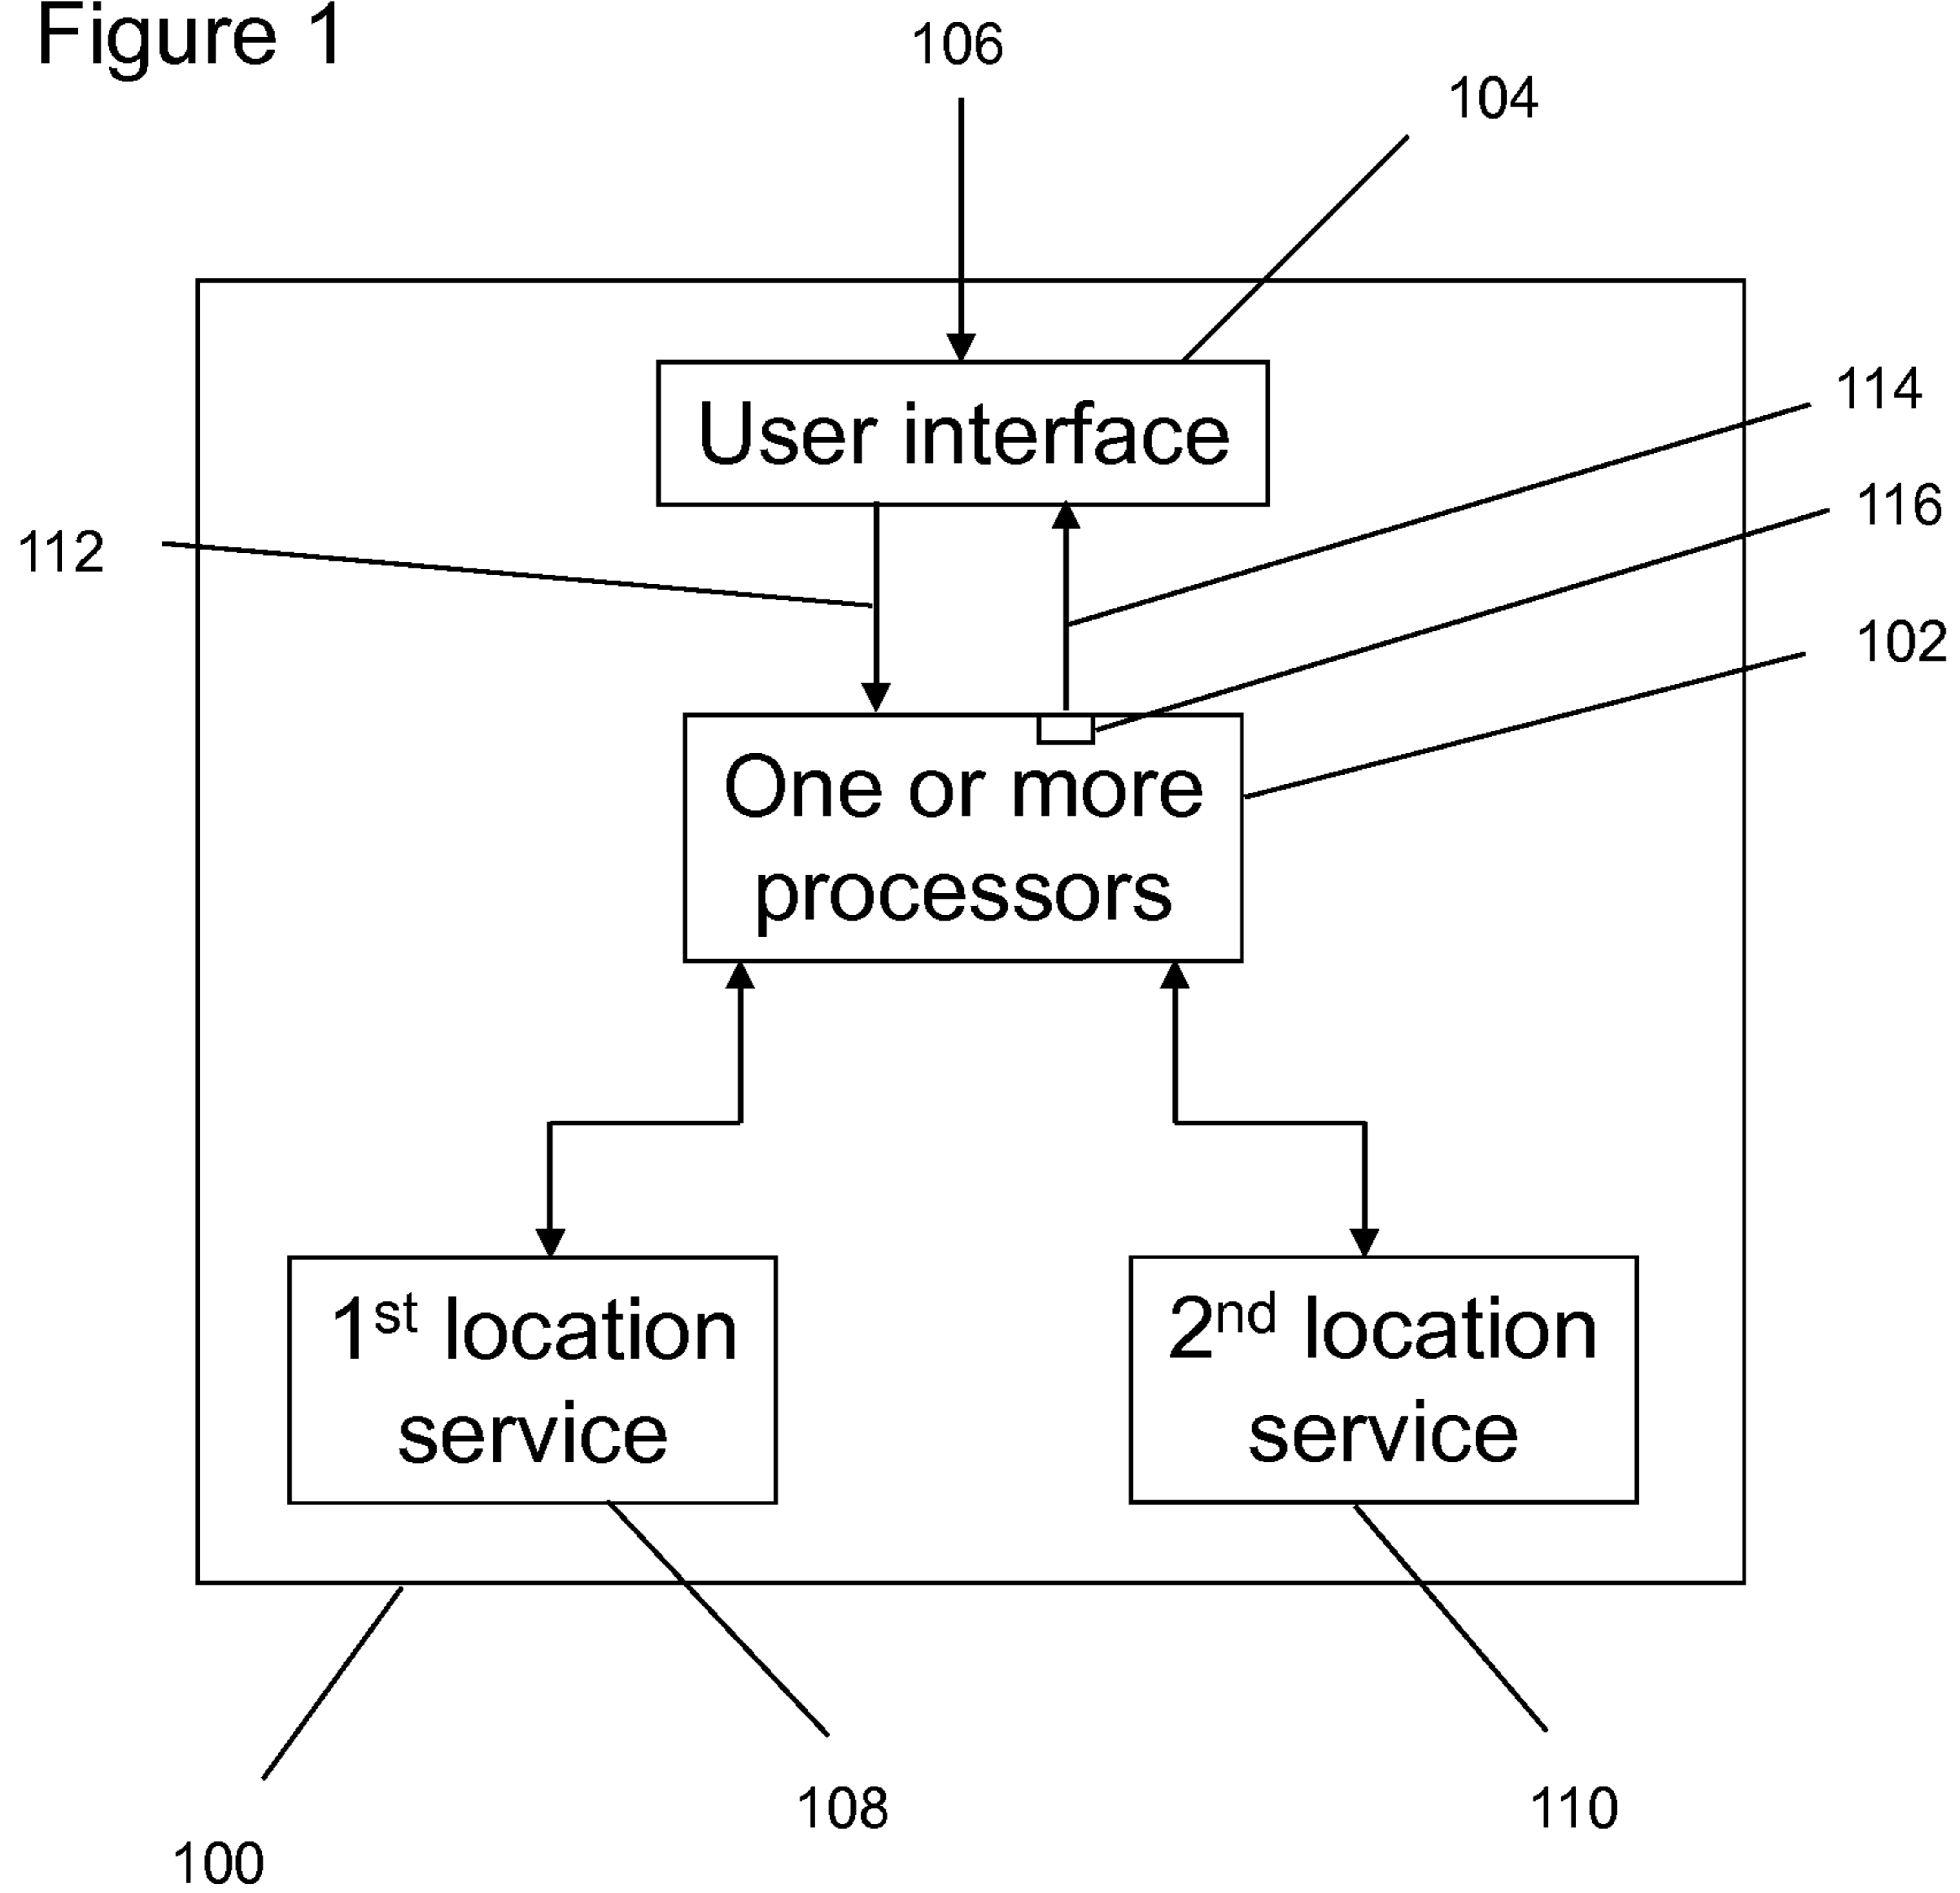 Figure 1
106
104
User interface
114
116
112
102
One or more
processors
1st location
service
2nd location
service
108
110
100